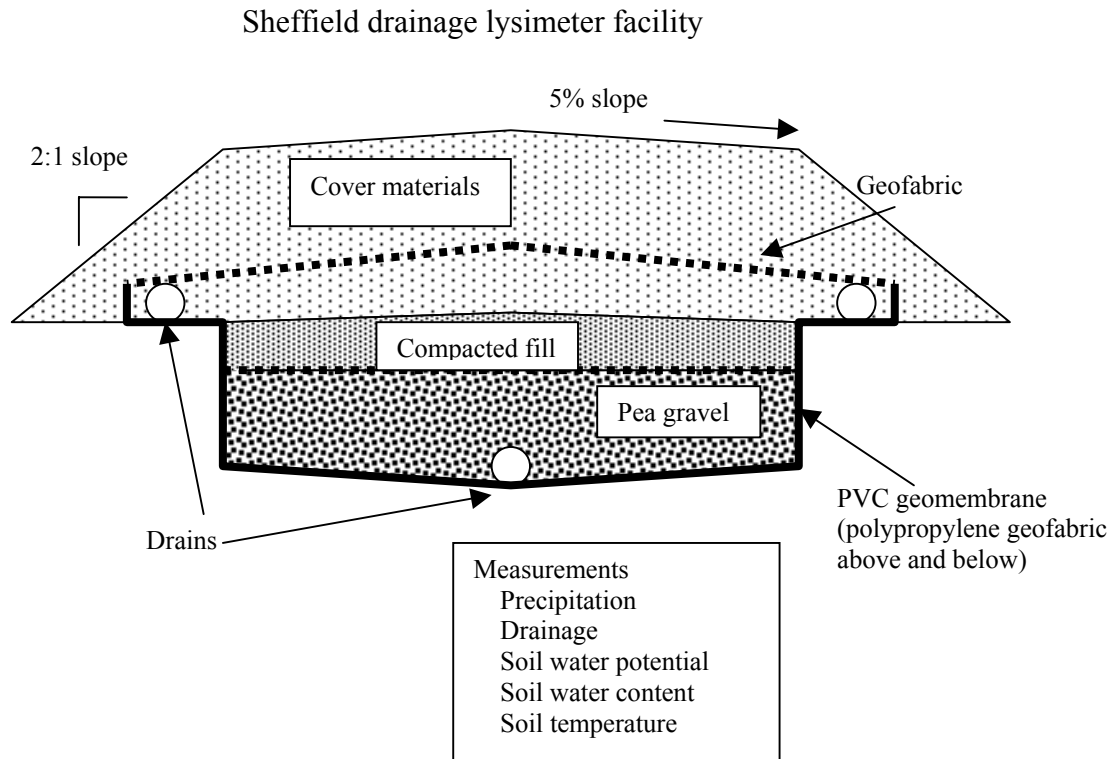 Sheffield drainage lysimeter facility
5% slope
2:1 slope
Cover materials
Geofabric
Compacted fill
Pea gravel
Drains
PVC geomembrane
(polypropylene geofabric
above and below)
Measurements
Precipitation
Drainage
Soil water potential
Soil water content
Soil temperature